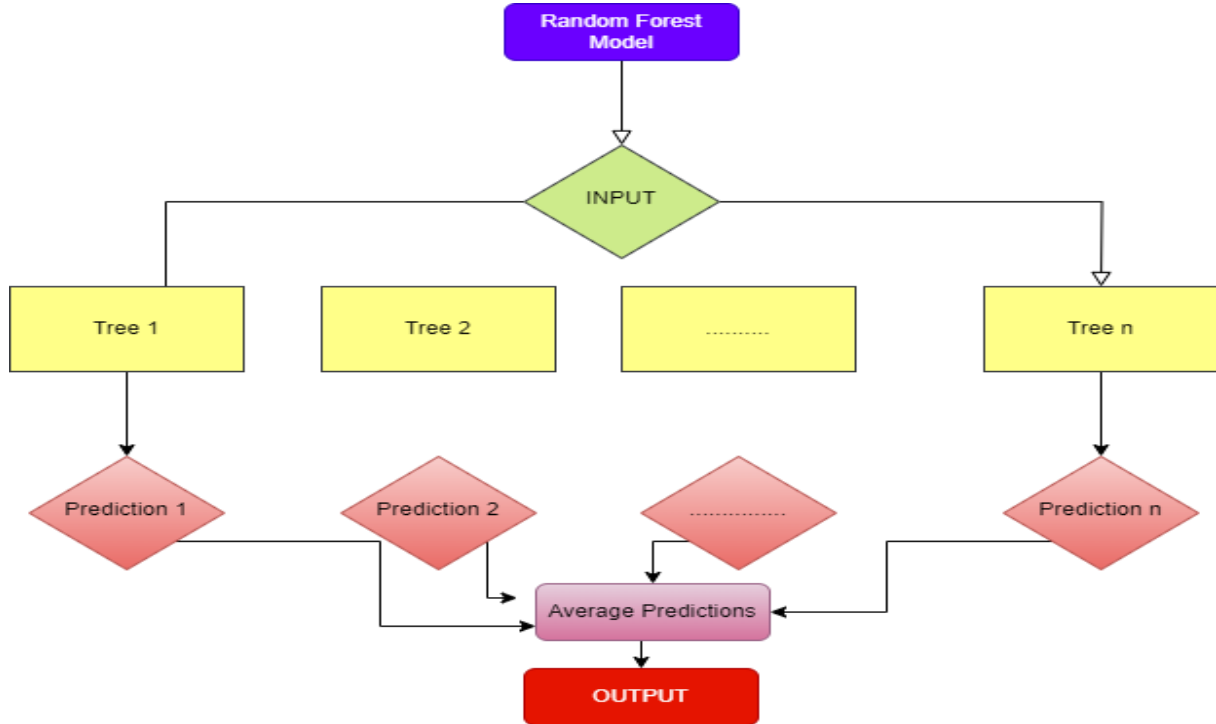 Random Forest
Model
INPUT
Tree 1
Tree 2
..........
Tree n
Prediction 1
Prediction 2
...............
Prediction n
Average Predictions
OUTPUT